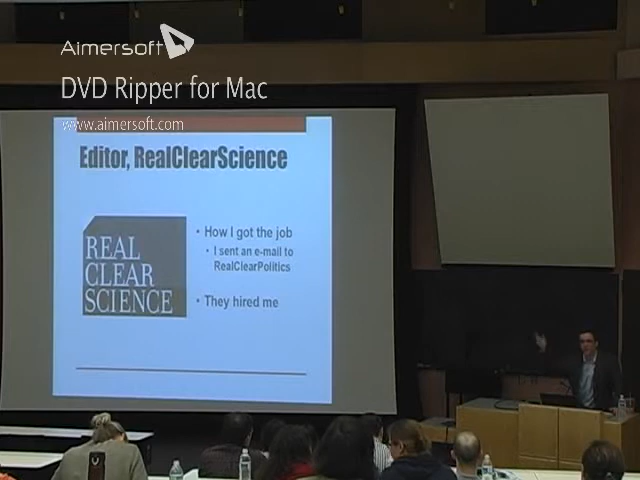 Aimersoft
DVD Ripper for Mac
www.aimersoft.com
Editor, RealClearScience
REAL
CLEAR
SCIENCE
• How I got the job
• I sent an e-mail to
RealClearPolitics
• They hired me